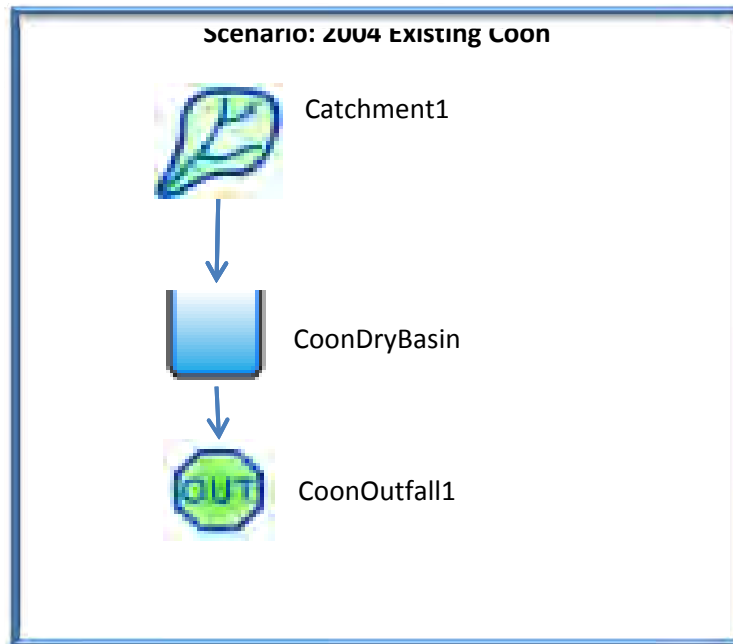 Scenario: 2004 Existing Coon
Catchment1
CoonDryBasin
OUT
CoonOutfall1